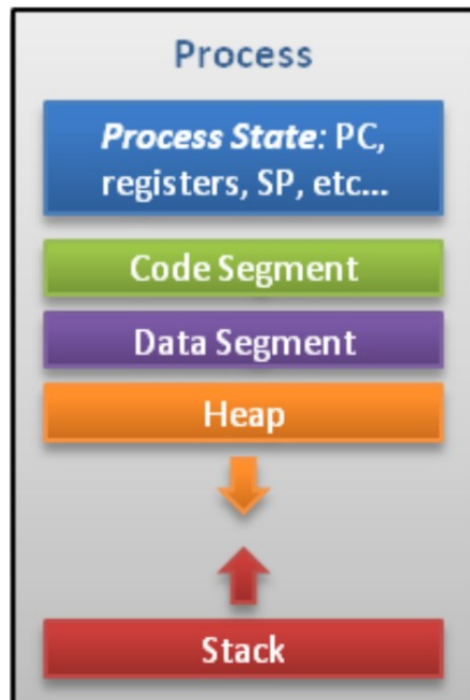 Process
Process State: PC,
registers, SP, etc...
Code Segment
Data Segment
Heap
Stack